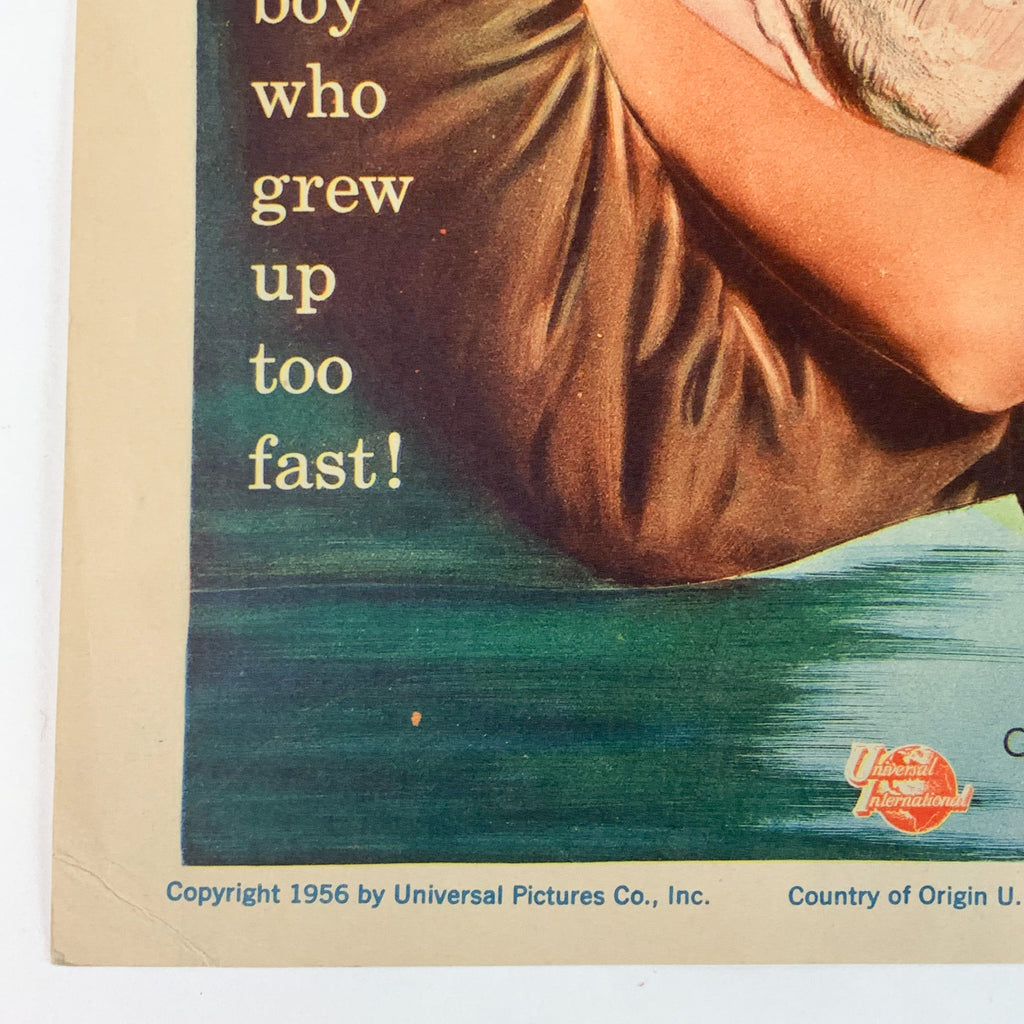 boy
who
grew
up
too
fast!
C
Universal
International
Copyright 1956 by Universal Pictures Co., Inc. Country of Origin U.